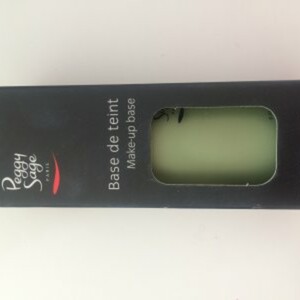 Peggy
Sage
PARIS
Base de teint
Make-up base